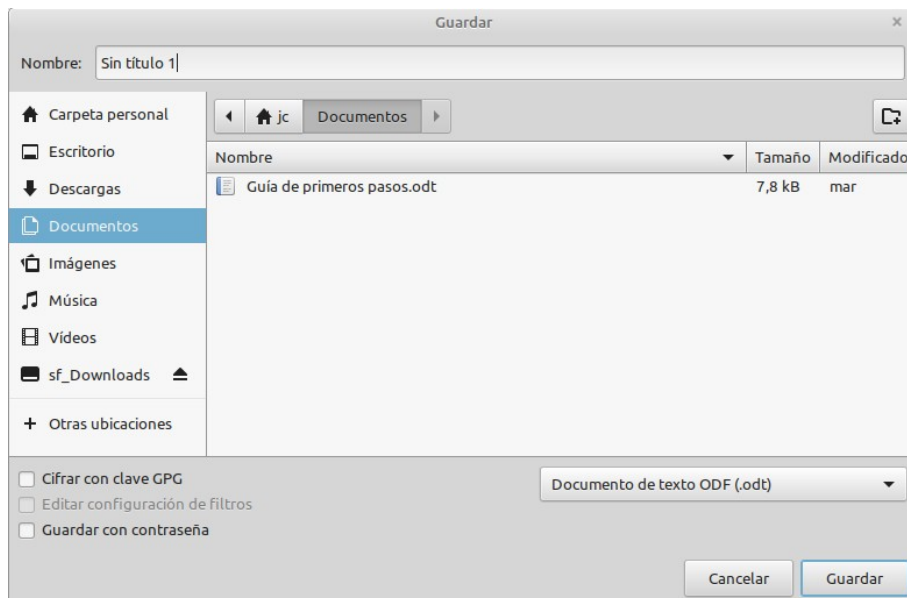 Guardar
Nombre: Sin título 1
Carpeta personal
Escritorio
Descargas
Documentos
Imágenes
Música
Vídeos
sf_Downloads
Otras ubicaciones
jc Documentos
Nombre Tamaño Modificado
Guía de primeros pasos.odt 7,8 kB mar
Cifrar con clave GPG
Editar configuración de filtros
Guardar con contraseña
Documento de texto ODF (.odt)
Cancelar Guardar